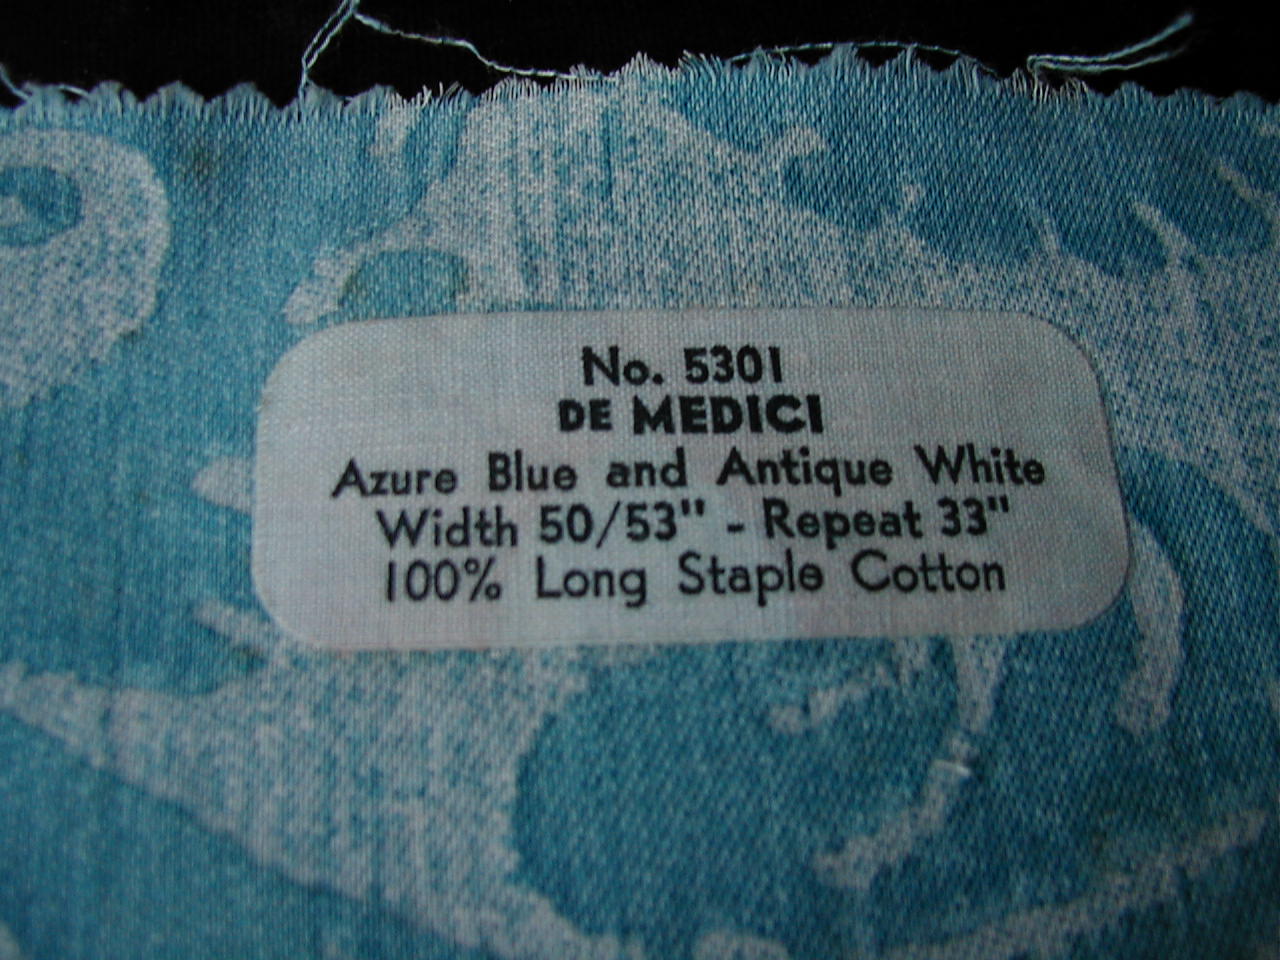 No. 5301
DE MEDICI
Azure Blue and Antique White
Width 50/53" - Repeat 33"
100% Long Staple Cotton